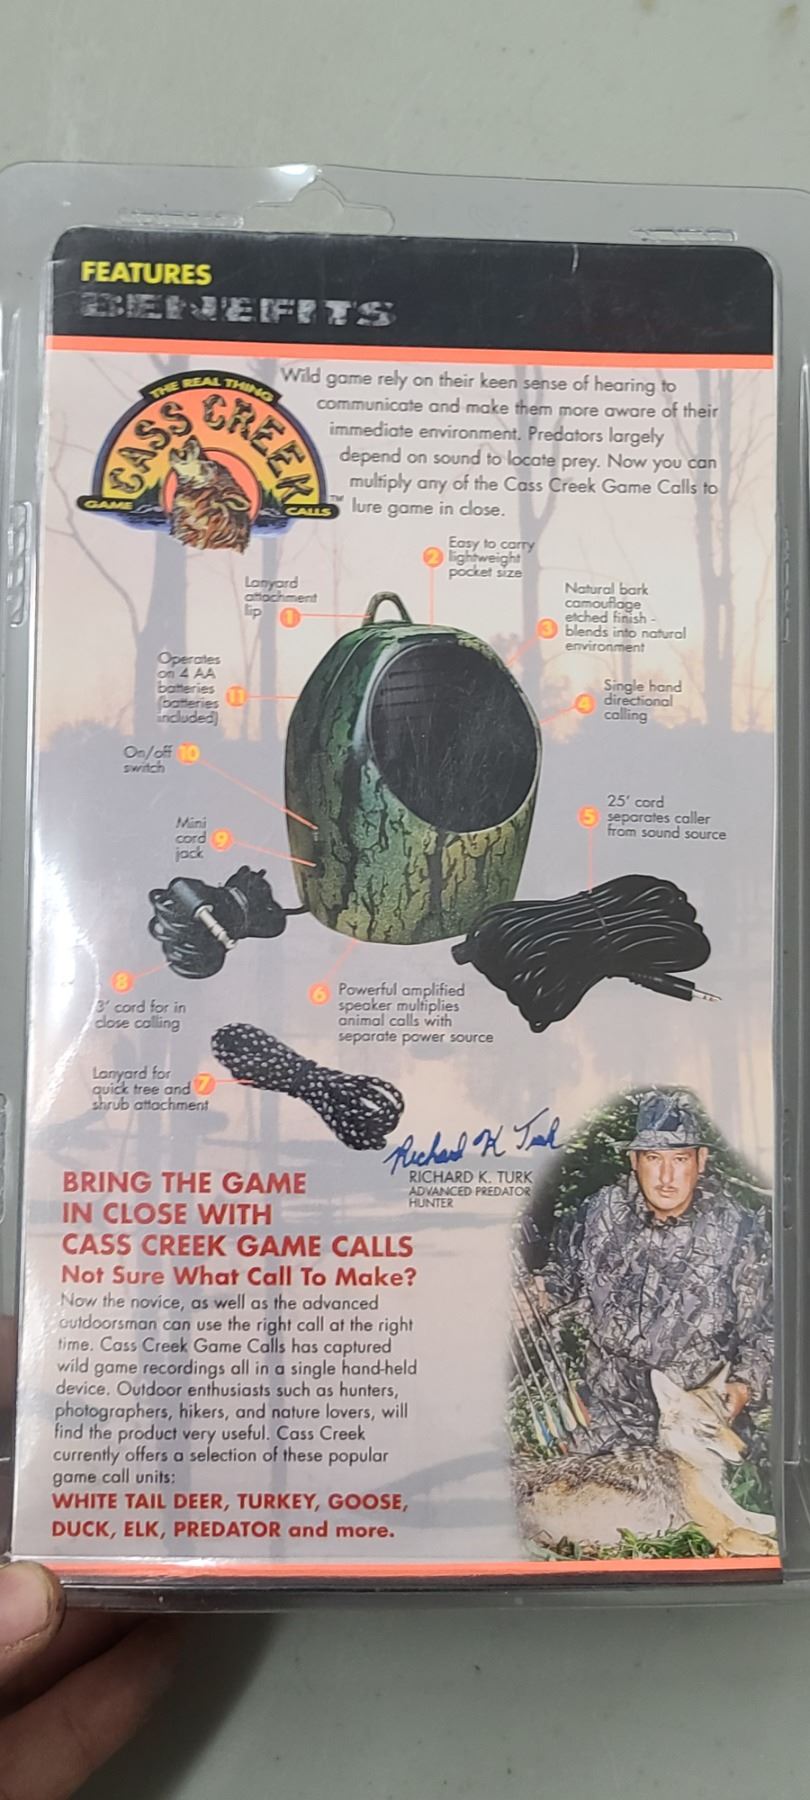 FEATURES
BENEFITS
THE REAL THING
CASS CREEK
GAME CALLS
TM
Wild game rely on their keen sense of hearing to
communicate and make them more aware of their
immediate environment. Predators largely
depend on sound to locate prey. Now you can
multiply any of the Cass Creek Game Calls to
lure game in close.
Lanyard
attachment
lip
1
2
Easy to carry
lightweight
pocket size
3
Natural bark
camouflage
etched finish -
blends into natural
environment
4
Single hand
directional
calling
5
25' cord
separates caller
from sound source
6
Powerful amplified
speaker multiplies
animal calls with
separate power source
Lanyard for
quick tree and
shrub attachment
7
8
3' cord for in
close calling
Mini
cord
jack
9
On/off
switch
10
Operates
on 4 AA
batteries
(batteries
included)
11
Richard K Turk
RICHARD K. TURK
ADVANCED PREDATOR
HUNTER
BRING THE GAME
IN CLOSE WITH
CASS CREEK GAME CALLS
Not Sure What Call To Make?
Now the novice, as well as the advanced
outdoorsman can use the right call at the right
time. Cass Creek Game Calls has captured
wild game recordings all in a single hand-held
device. Outdoor enthusiasts such as hunters,
photographers, hikers, and nature lovers, will
find the product very useful. Cass Creek
currently offers a selection of these popular
game call units:
WHITE TAIL DEER, TURKEY, GOOSE,
DUCK, ELK, PREDATOR and more.